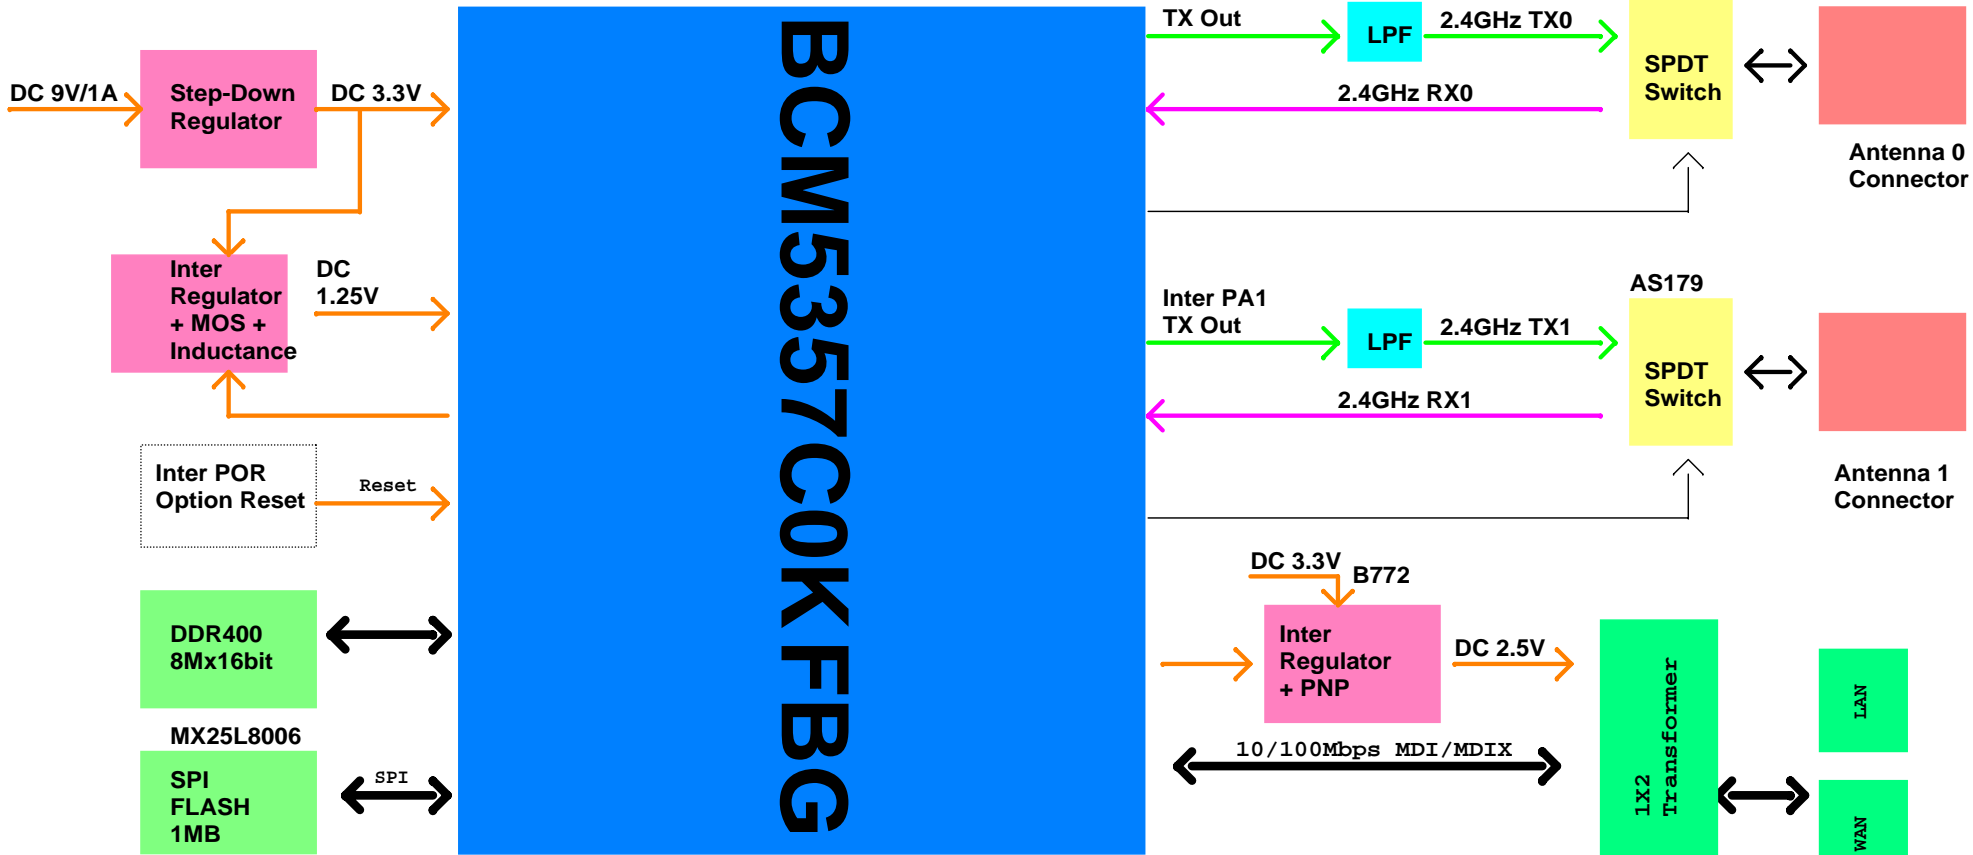 DC 9V/1A
Step-Down
Regulator
DC 3.3V
Inter
Regulator
+ MOS +
Inductance
DC
1.25V
Inter POR
Option Reset
Reset
DDR400
8Mx16bit
MX25L8006
SPI
FLASH
1MB
SPI
BCM5357C0KFBG
TX Out
LPF
2.4GHz TX0
2.4GHz RX0
SPDT
Switch
Antenna 0
Connector
Inter PA1
TX Out
LPF
2.4GHz TX1
2.4GHz RX1
AS179
SPDT
Switch
Antenna 1
Connector
DC 3.3V
B772
Inter
Regulator
+ PNP
DC 2.5V
10/100Mbps MDI/MDIX
1X2
Transformer
LAN
WAN